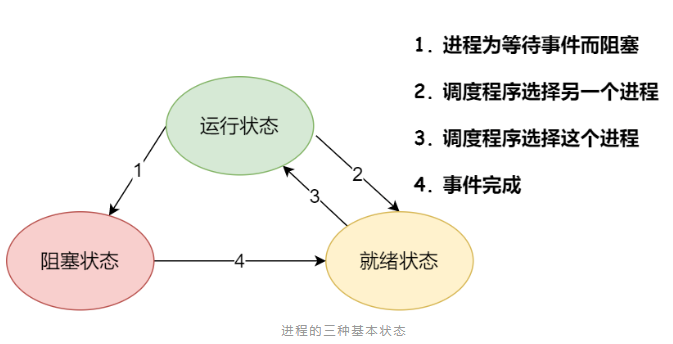 1. 进程为等待事件而阻塞
2. 调度程序选择另一个进程
3. 调度程序选择这个进程
4. 事件完成
运行状态
1
2
3
阻塞状态
4
就绪状态
进程的三种基本状态